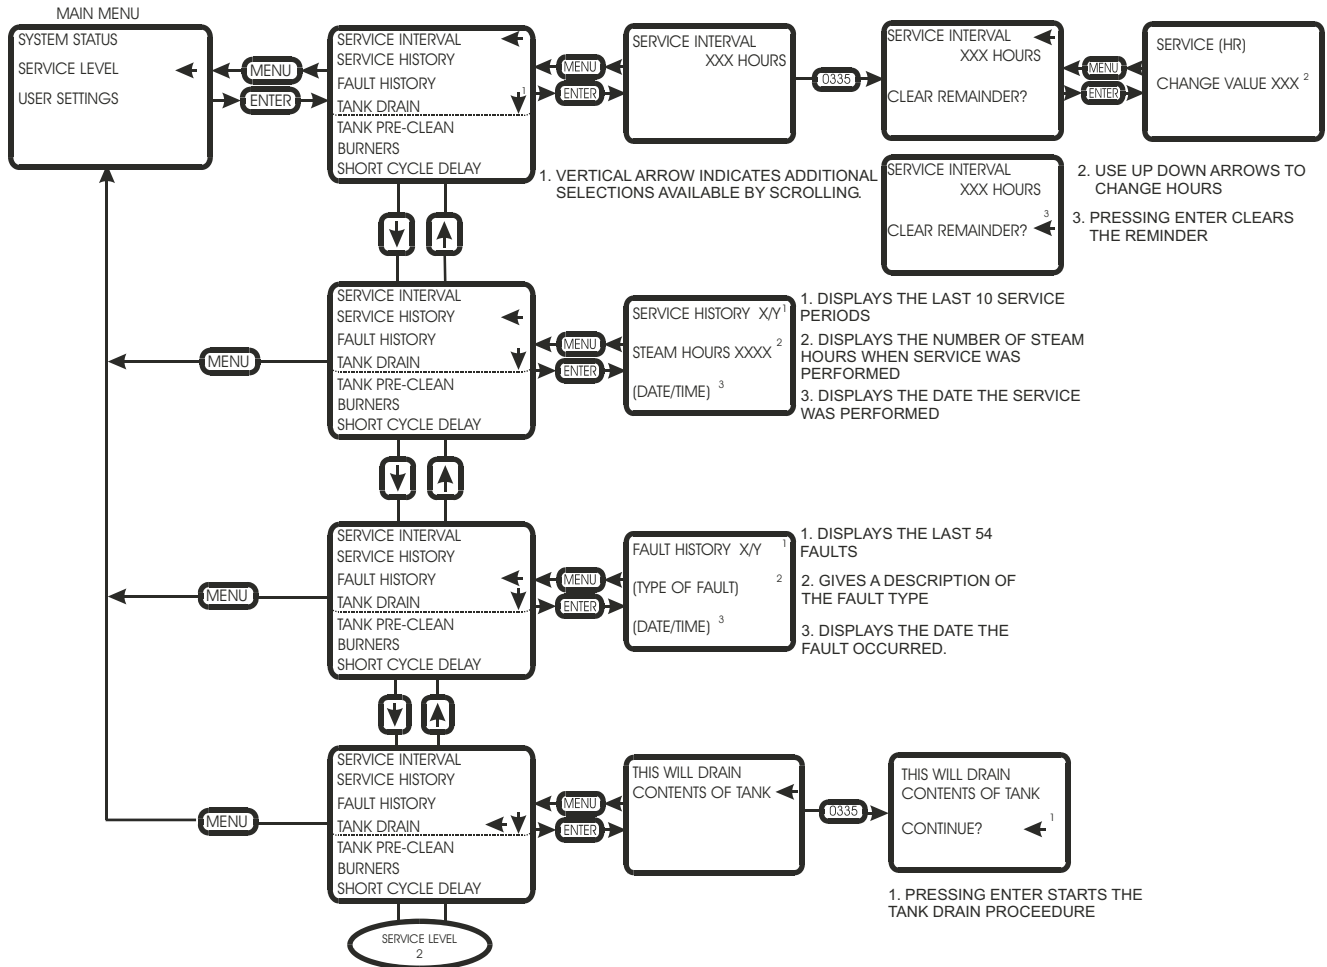 MAIN MENU
SYSTEM STATUS
SERVICE LEVEL
USER SETTINGS
MENU
ENTER
SERVICE INTERVAL
SERVICE HISTORY
FAULT HISTORY
TANK DRAIN
1
TANK PRE-CLEAN
BURNERS
SHORT CYCLE DELAY
MENU
ENTER
SERVICE INTERVAL
XXX HOURS
0335
SERVICE INTERVAL
XXX HOURS
CLEAR REMAINDER?
MENU
ENTER
SERVICE (HR)
CHANGE VALUE XXX 2
1. VERTICAL ARROW INDICATES ADDITIONAL
SELECTIONS AVAILABLE BY SCROLLING.
SERVICE INTERVAL
XXX HOURS
3
CLEAR REMAINDER?
2. USE UP DOWN ARROWS TO
CHANGE HOURS
3. PRESSING ENTER CLEARS
THE REMINDER
MENU
SERVICE INTERVAL
SERVICE HISTORY
FAULT HISTORY
TANK DRAIN
TANK PRE-CLEAN
BURNERS
SHORT CYCLE DELAY
MENU
ENTER
SERVICE HISTORY X/Y 1
STEAM HOURS XXXX 2
(DATE/TIME) 3
1. DISPLAYS THE LAST 10 SERVICE
PERIODS
2. DISPLAYS THE NUMBER OF STEAM
HOURS WHEN SERVICE WAS
PERFORMED
3. DISPLAYS THE DATE THE SERVICE
WAS PERFORMED
MENU
SERVICE INTERVAL
SERVICE HISTORY
FAULT HISTORY
TANK DRAIN
TANK PRE-CLEAN
BURNERS
SHORT CYCLE DELAY
MENU
ENTER
FAULT HISTORY X/Y 1
(TYPE OF FAULT) 2
(DATE/TIME) 3
1. DISPLAYS THE LAST 54
FAULTS
2. GIVES A DESCRIPTION OF
THE FAULT TYPE
3. DISPLAYS THE DATE THE
FAULT OCCURRED.
MENU
SERVICE INTERVAL
SERVICE HISTORY
FAULT HISTORY
TANK DRAIN
TANK PRE-CLEAN
BURNERS
SHORT CYCLE DELAY
MENU
ENTER
THIS WILL DRAIN
CONTENTS OF TANK
0335
THIS WILL DRAIN
CONTENTS OF TANK
CONTINUE? 1
1. PRESSING ENTER STARTS THE
TANK DRAIN PROCEEDURE
SERVICE LEVEL
2